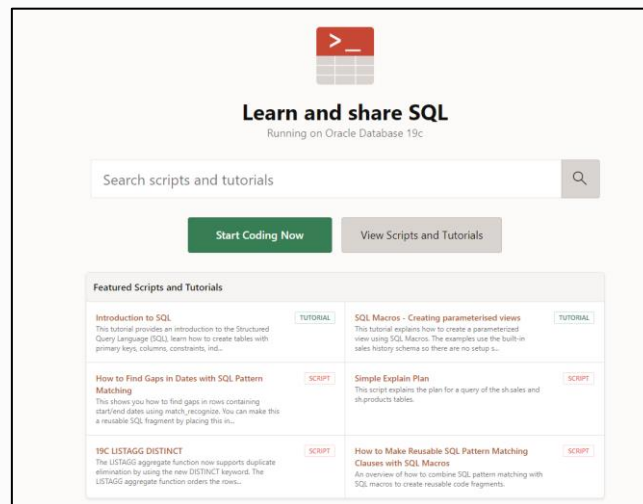 >_
Learn and share SQL
Running on Oracle Database 19c
Search scripts and tutorials
Start Coding Now
View Scripts and Tutorials
Featured Scripts and Tutorials
Introduction to SQL
TUTORIAL
This tutorial provides an introduction to the Structured
Query Language (SQL), learn how to create tables with
primary keys, columns, constraints, ind...
SQL Macros - Creating parameterised views
TUTORIAL
This tutorial explains how to create a parameterized
view using SQL Macros. The examples use the built-in
sales history schema so there are no setup s...
How to Find Gaps in Dates with SQL Pattern
Matching
SCRIPT
This shows you how to find gaps in rows containing
start/end dates using match_recognize. You can make this
a reusable SQL fragment by placing this in...
Simple Explain Plan
SCRIPT
This script explains the plan for a query of the sh.sales and
sh.products tables.
19C LISTAGG DISTINCT
SCRIPT
The LISTAGG aggregate function now supports duplicate
elimination by using the new DISTINCT keyword. The
LISTAGG aggregate function orders the rows...
How to Make Reusable SQL Pattern Matching
Clauses with SQL Macros
SCRIPT
An overview of how to combine SQL pattern matching with
SQL macros to create reusable code fragments.